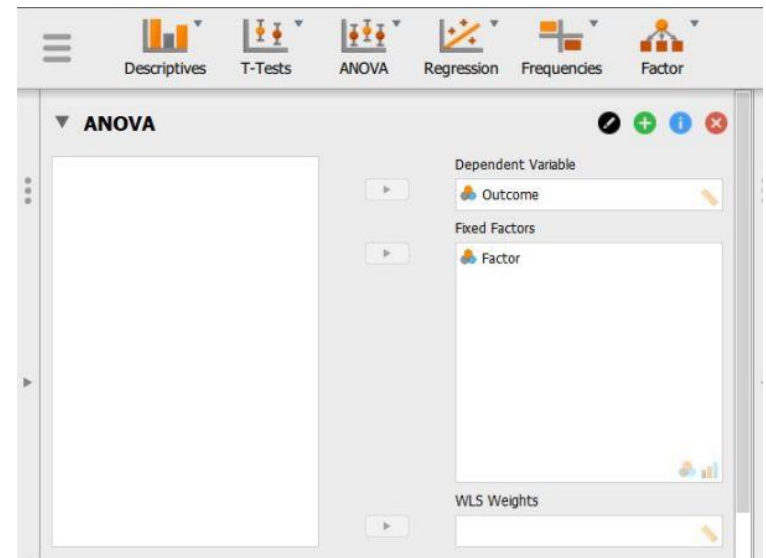 Descriptives T-Tests ANOVA Regression Frequencies Factor
ANOVA
Dependent Variable
Outcome
Fixed Factors
Factor
WLS Weights